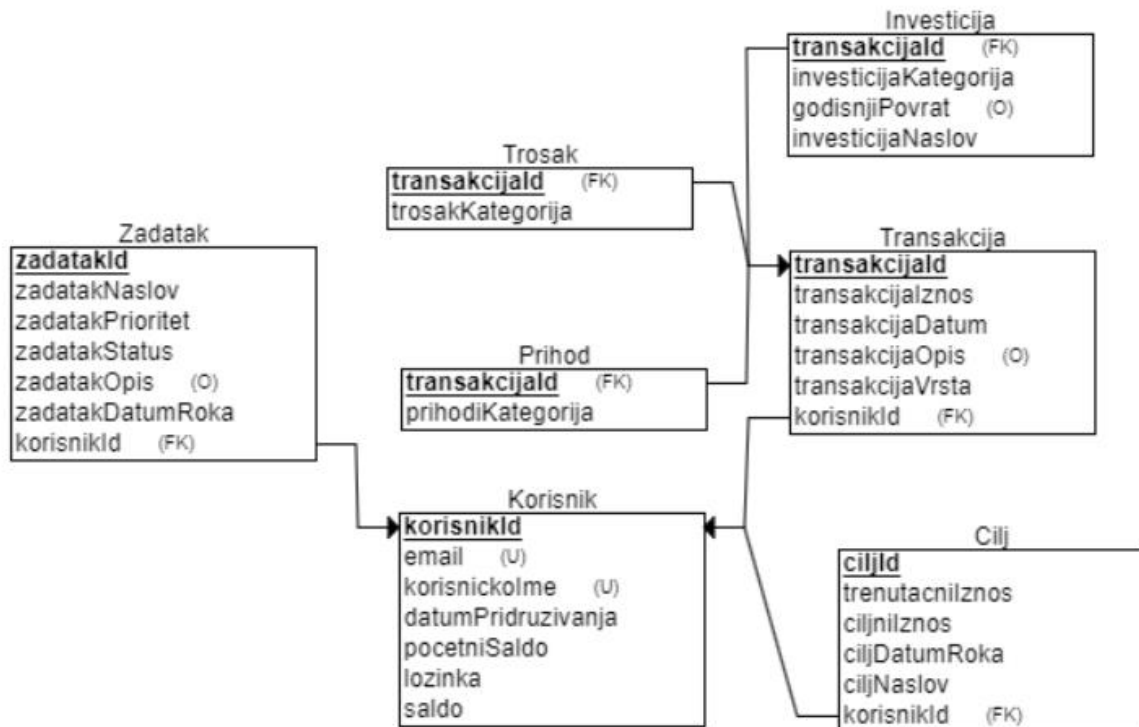 Investicija
transakcijaId (FK)
investicijaKategorija
godisnjiPovrat (O)
investicijaNaslov
Trosak
transakcijaId (FK)
trosakKategorija
Zadatak
zadatakId
zadatakNaslov
zadatakPrioritet
zadatakStatus
zadatakOpis (O)
zadatakDatumRoka
korisnikId (FK)
Transakcija
transakcijaId
transakcijaIznos
transakcijaDatum
transakcijaOpis (O)
transakcijaVrsta
korisnikId (FK)
Prihod
transakcijaId (FK)
prihodiKategorija
Korisnik
korisnikId
email (U)
korisnickoIme (U)
datumPridruzivanja
pocetniSaldo
lozinka
saldo
Cilj
ciljId
trenutacniIznos
ciljniIznos
ciljDatumRoka
ciljNaslov
korisnikId (FK)